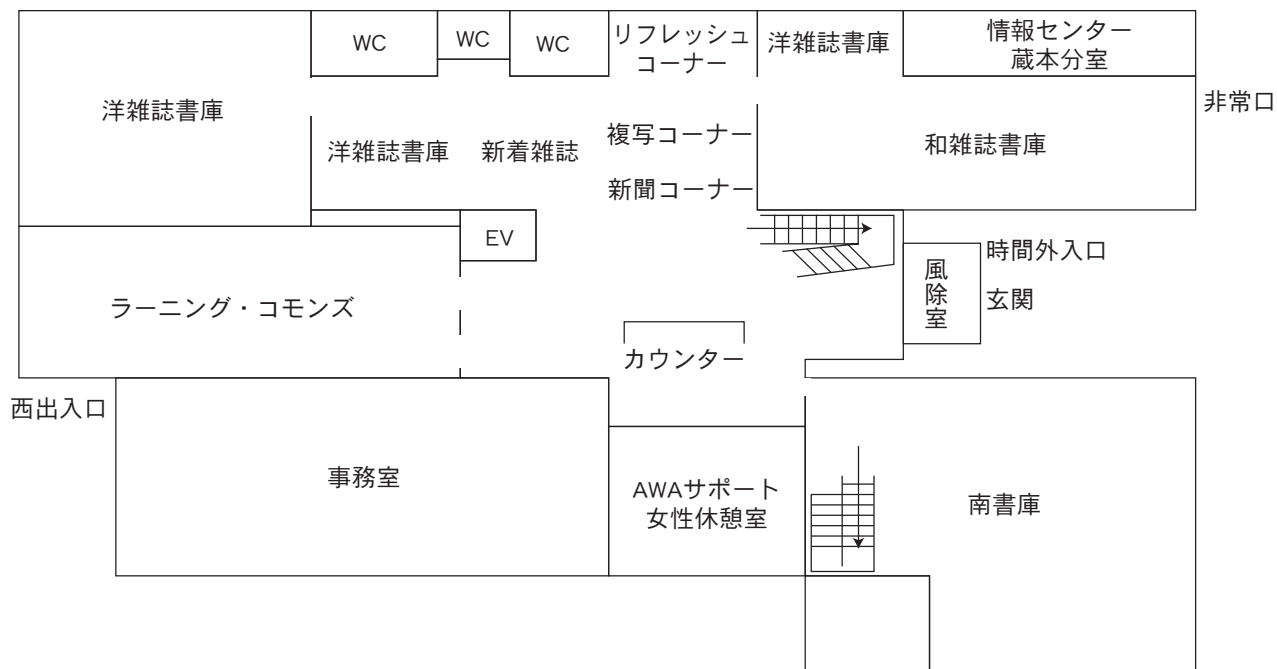 WC
WC
WC
リフレッシュ
コーナー
洋雑誌書庫
情報センター
蔵本分室
洋雑誌書庫
非常口
洋雑誌書庫
新着雑誌
複写コーナー
和雑誌書庫
新聞コーナー
EV
時間外入口
風除室
玄関
ラーニング・コモンズ
カウンター
西出入口
事務室
AWAサポート
女性休憩室
南書庫